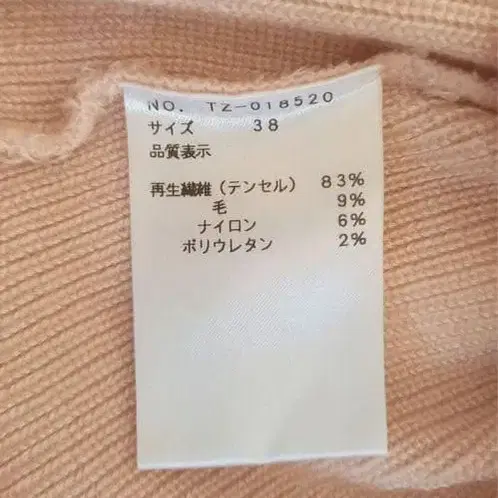 NO. TZ-018520
サイズ 38
品質表示
再生繊維(テンセル) 83%
毛 9%
ナイロン 6%
ポリウレタン 2%